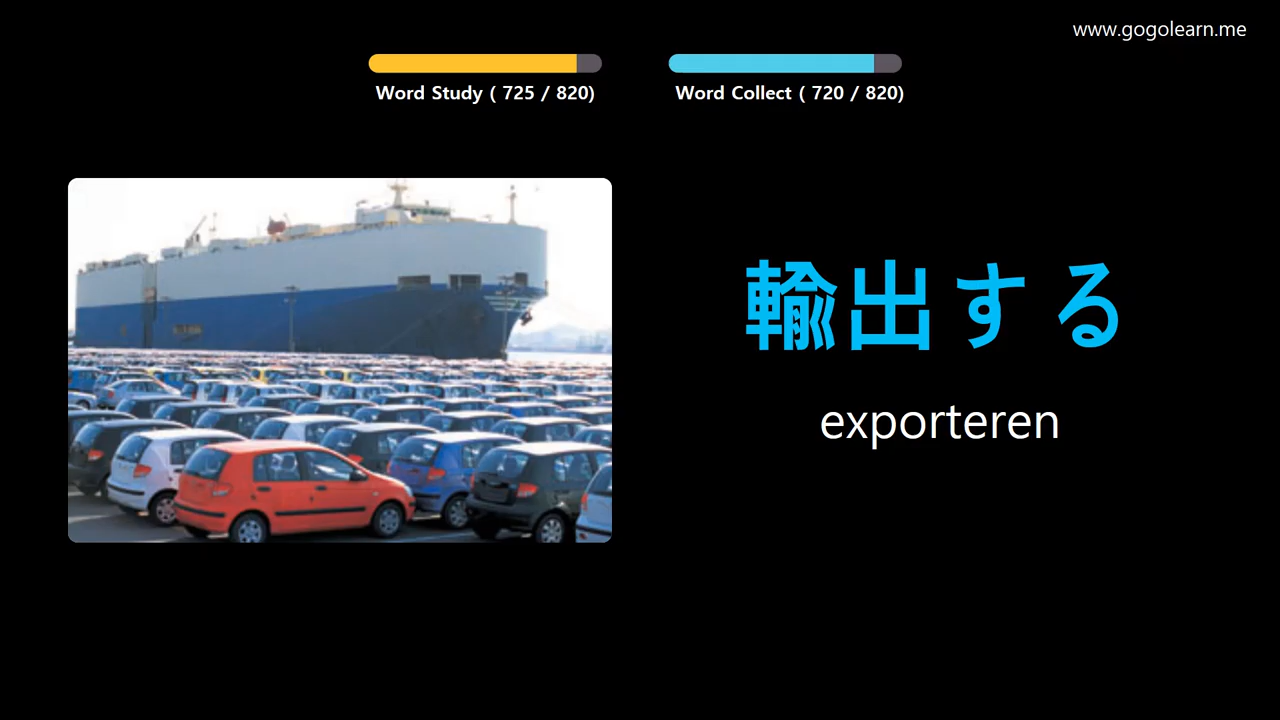 www.gogolearn.me
Word Study ( 725 / 820)
Word Collect ( 720 / 820)
輸出する
exporteren